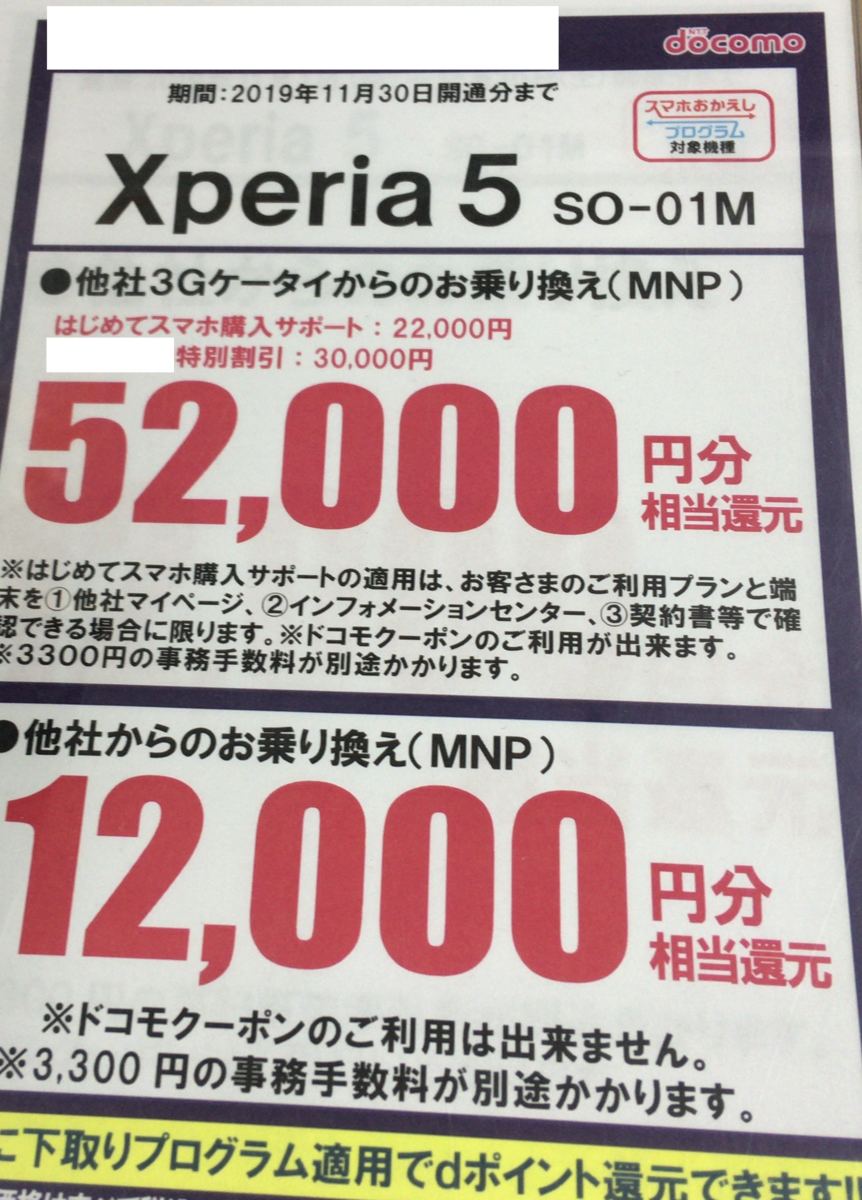 NTT
docomo
期間:2019年11月30日開通分まで
スマホおかえし
プログラム
対象機種
Xperia 5 SO-01M
●他社3Gケータイからのお乗り換え(MNP)
はじめてスマホ購入サポート:22,000円
特別割引:30,000円
52,000円分
相当還元
※はじめてスマホ購入サポートの適用は、お客さまのご利用プランと端
末を①他社マイページ、②インフォメーションセンター、③契約書等で確
認できる場合に限ります。※ドコモクーポンのご利用が出来ます。
※3300円の事務手数料が別途かかります。
●他社からのお乗り換え(MNP)
12,000円分
相当還元
※ドコモクーポンのご利用は出来ません。
※3,300円の事務手数料が別途かかります。
下取りプログラム適用でdポイント還元できます!!